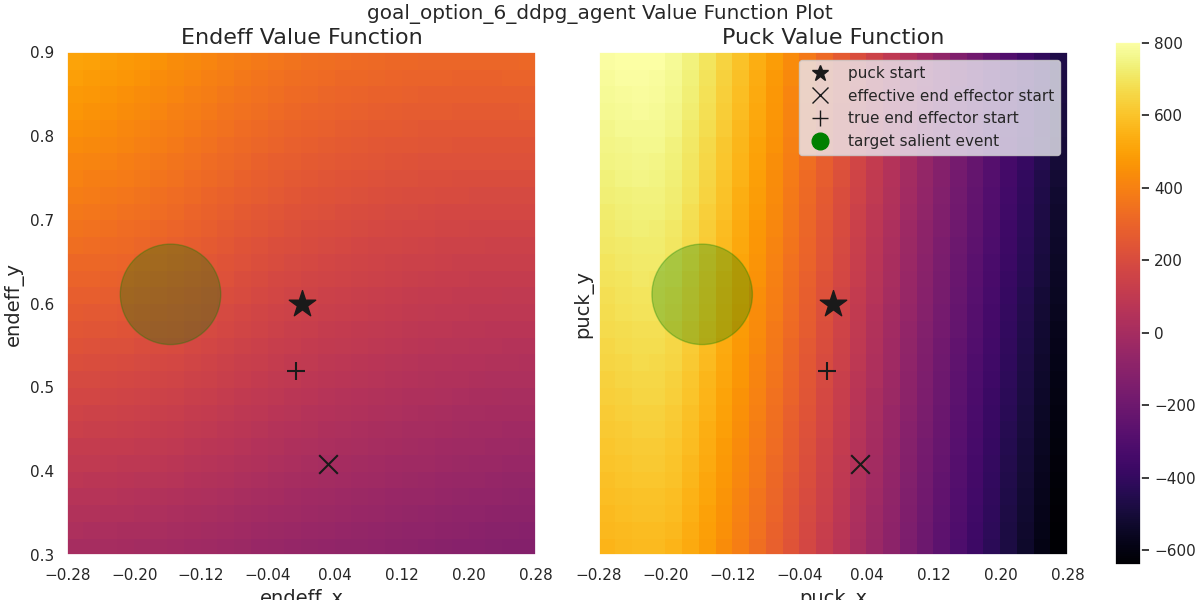 goal_option_6_ddpg_agent Value Function Plot
Endeff Value Function
0.9
0.8
0.7
0.6
0.5
0.4
0.3
endeff_y
−0.28 −0.20 −0.12 −0.04 0.04 0.12 0.20 0.28
endeff_x
Puck Value Function
puck start
effective end effector start
true end effector start
target salient event
puck_y
−0.28 −0.20 −0.12 −0.04 0.04 0.12 0.20 0.28
puck_x
800
600
400
200
0
−200
−400
−600